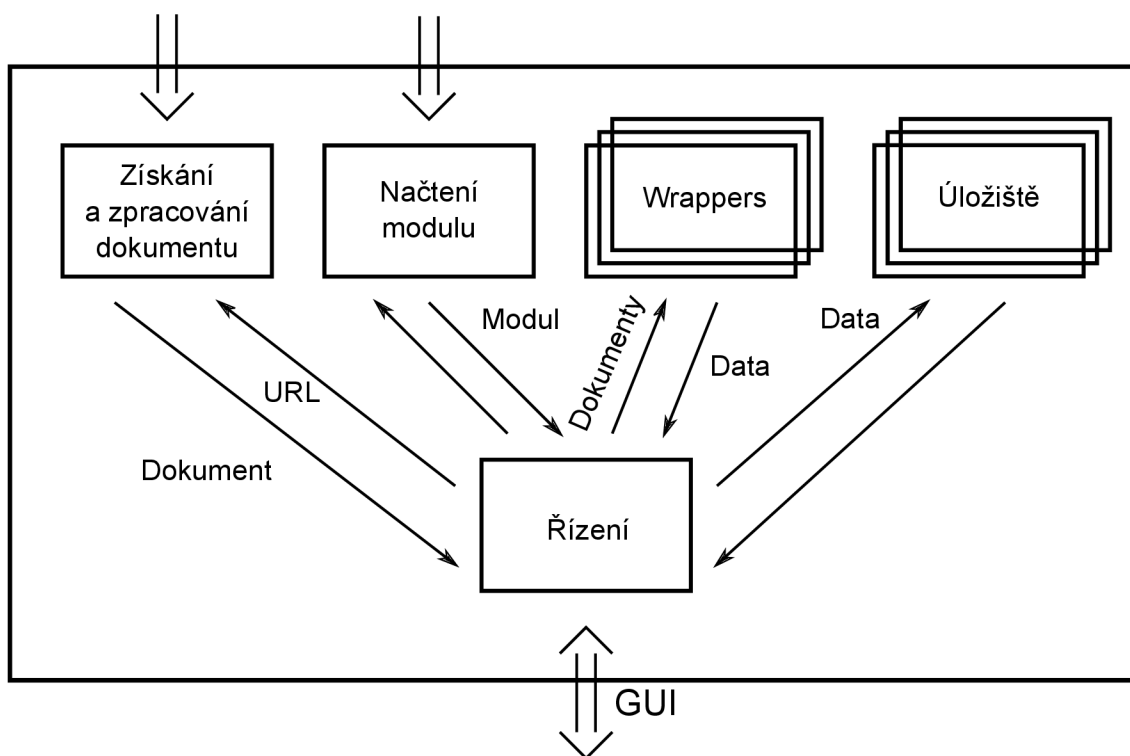 Získání
a zpracování
dokumentu
Načtení
modulu
Wrappers
Úložiště
Modul
Dokumenty
Data
Data
URL
Dokument
Řízení
GUI